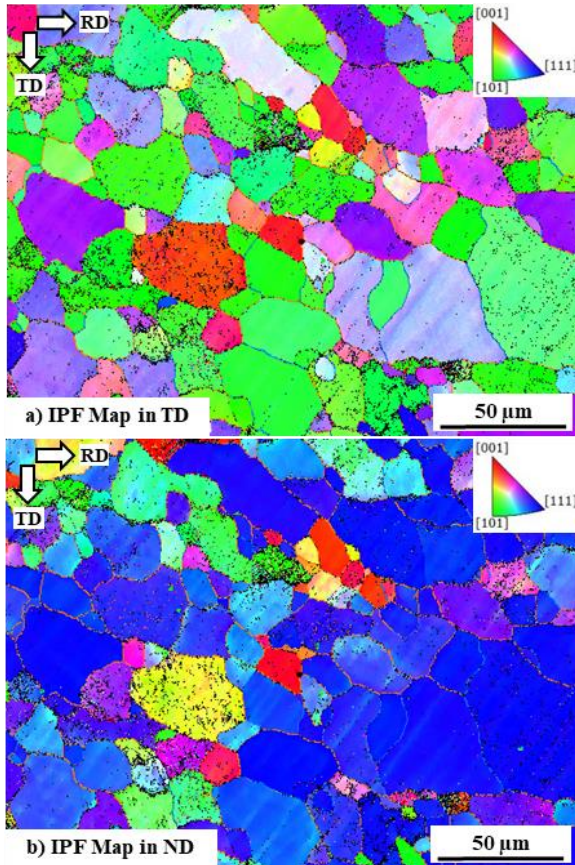 RD
TD
[001]
[111]
[101]
a) IPF Map in TD
50 µm
RD
TD
[001]
[111]
[101]
b) IPF Map in ND
50 µm